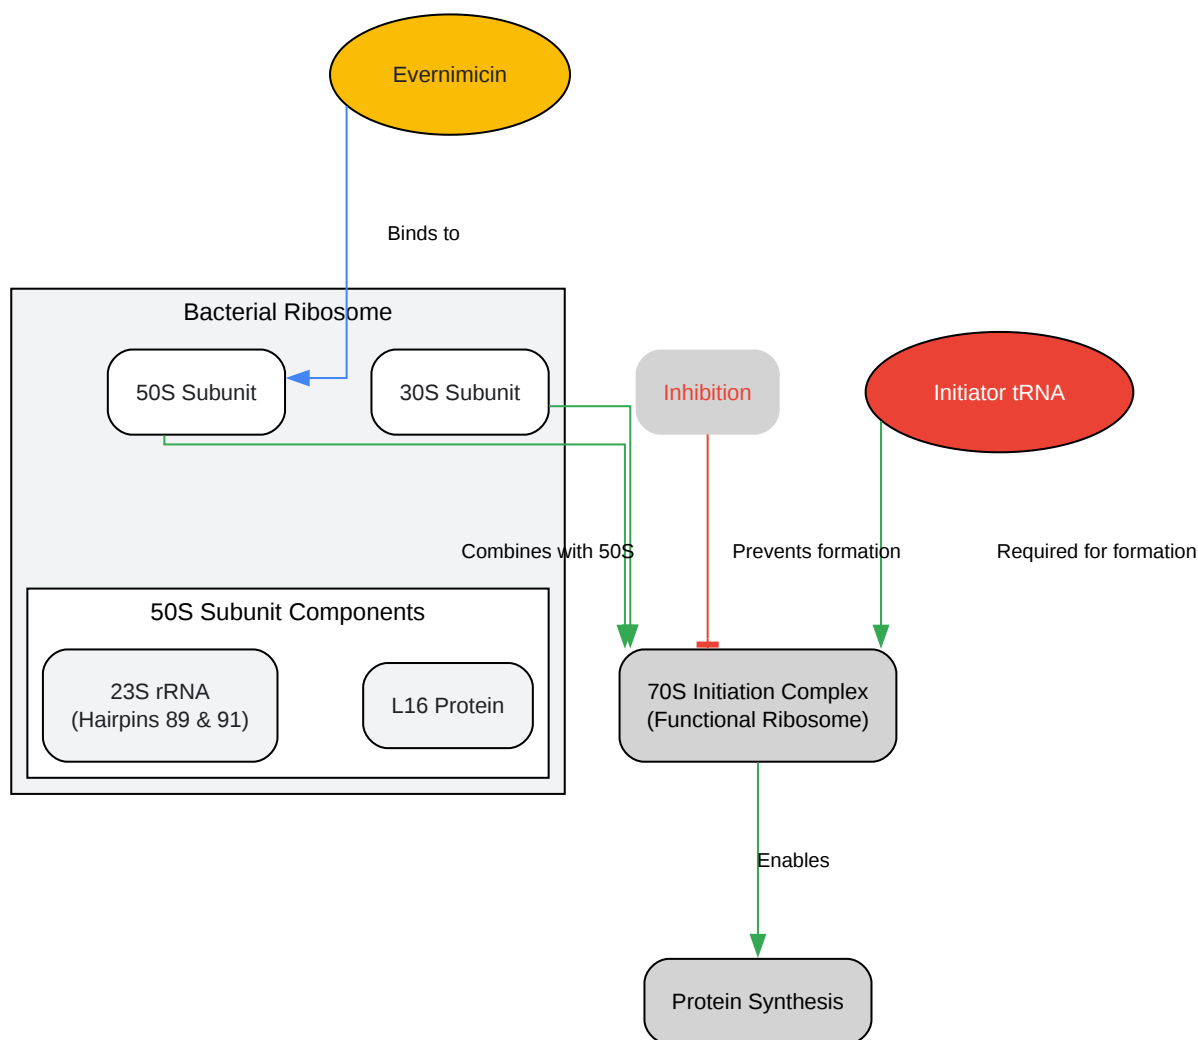 Evernimicin
Binds to
Bacterial Ribosome
50S Subunit
30S Subunit
Inhibition
Initiator tRNA
Combines with 50S
Prevents formation
Required for formation
50S Subunit Components
23S rRNA
(Hairpins 89 & 91)
L16 Protein
70S Initiation Complex
(Functional Ribosome)
Enables
Protein Synthesis